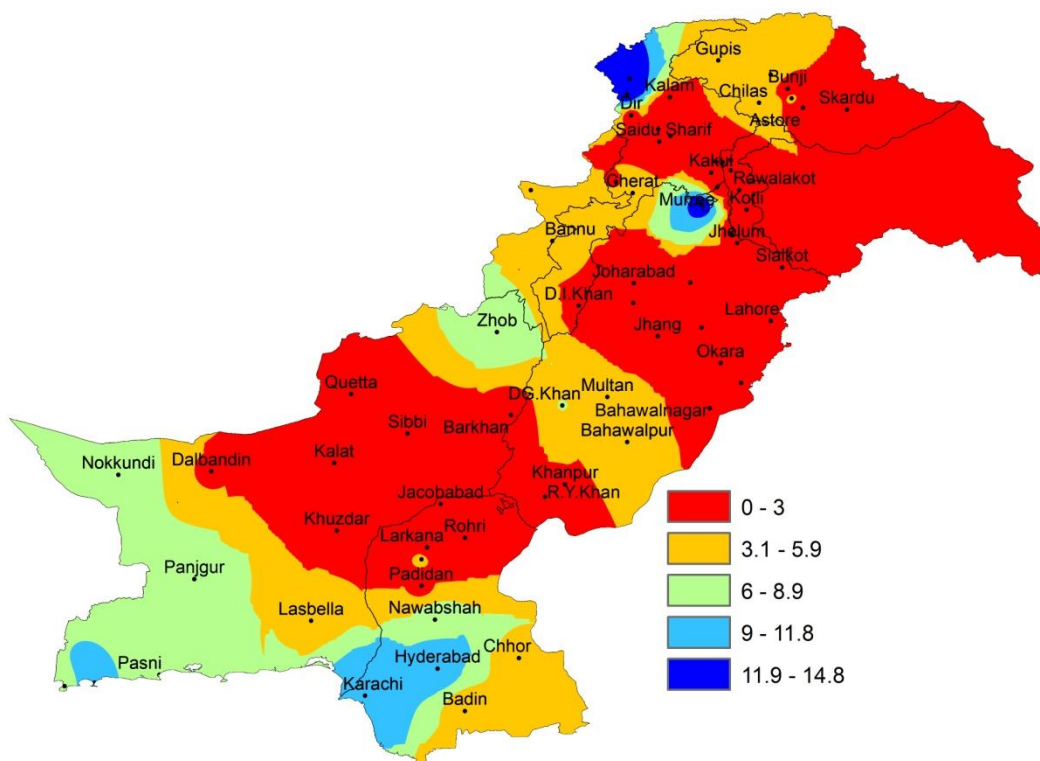 Gupis
Bunji
Kalam
Chilas
Skardu
Dir
Astore
Saidu Sharif
Kakul
Gherat
Rawalakot
Murree
Kotli
Bannu
Jhelum
Sialkot
Joharabad
D.I.Khan
Lahore
Zhob
Jhang
Okara
Quetta
DG.Khan
Multan
Sibbi
Barkhan
Bahawalnagar
Bahawalpur
Nokkundi
Dalbandin
Kalat
Khanpur
R.Y.Khan
Jacobabad
Khuzdar
Larkana
Rohri
Panjgur
Padidan
Lasbella
Nawabshah
Pasni
Hyderabad
Chhor
Karachi
Badin
0 - 3
3.1 - 5.9
6 - 8.9
9 - 11.8
11.9 - 14.8